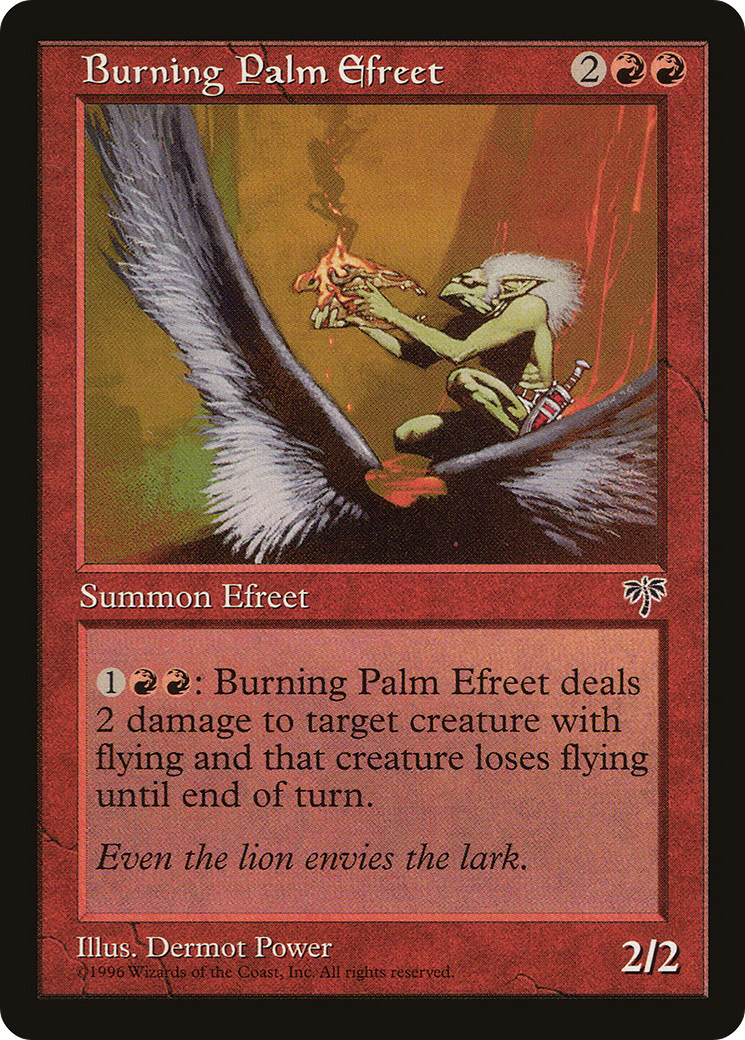 Burning Palm Efreet 2
Summon Efreet
1: Burning Palm Efreet deals
2 damage to target creature with
flying and that creature loses flying
until end of turn.
Even the lion envies the lark.
Illus. Dermot Power
©1996 Wizards of the Coast, Inc. All rights reserved.
2/2